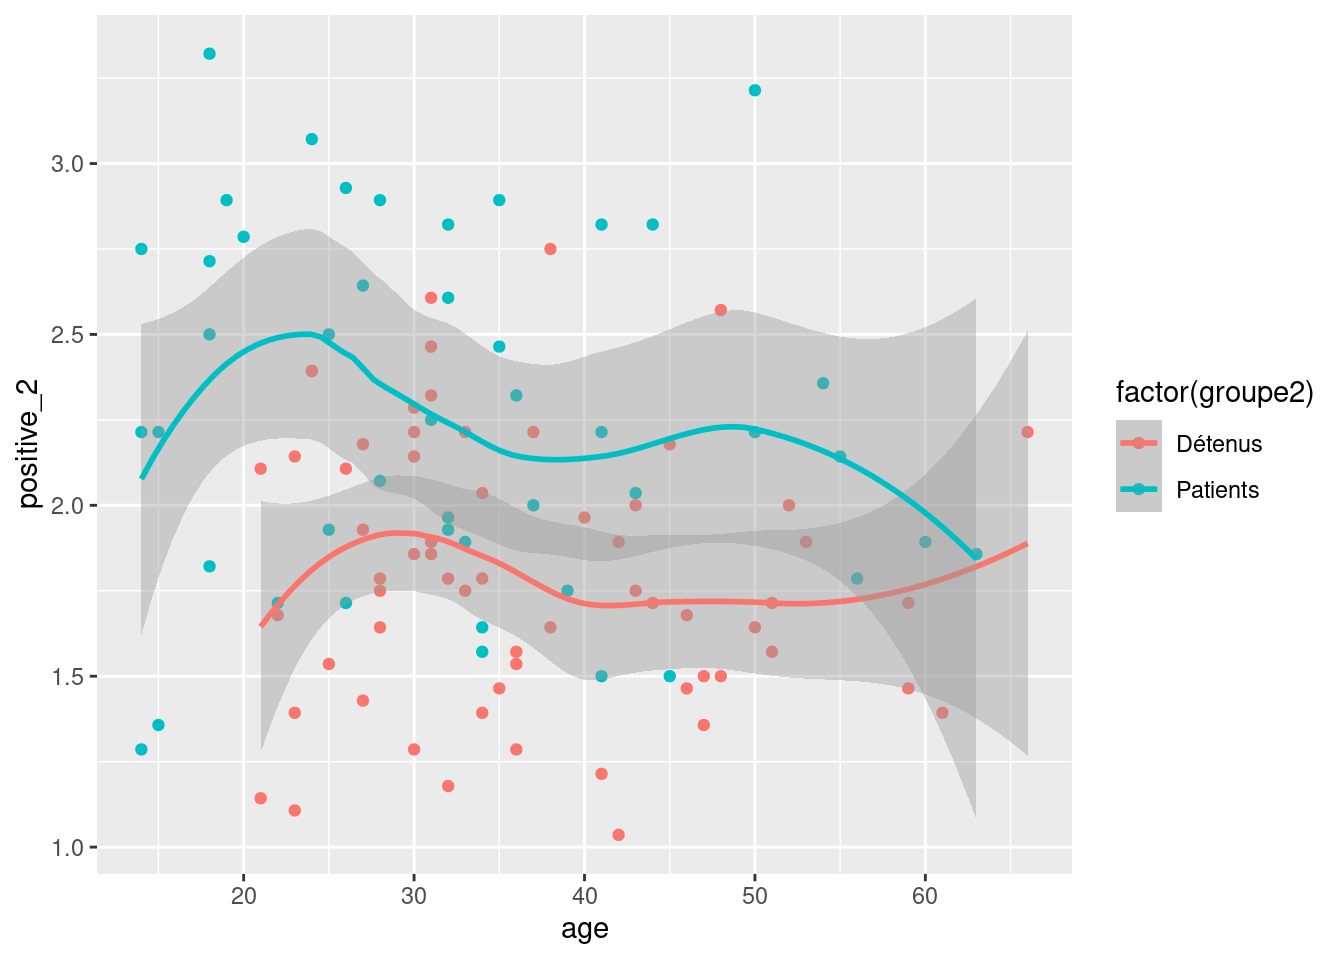 positive_2
3.0
2.5
2.0
1.5
1.0
20 30 40 50 60
age
factor(groupe2)
Détenus
Patients